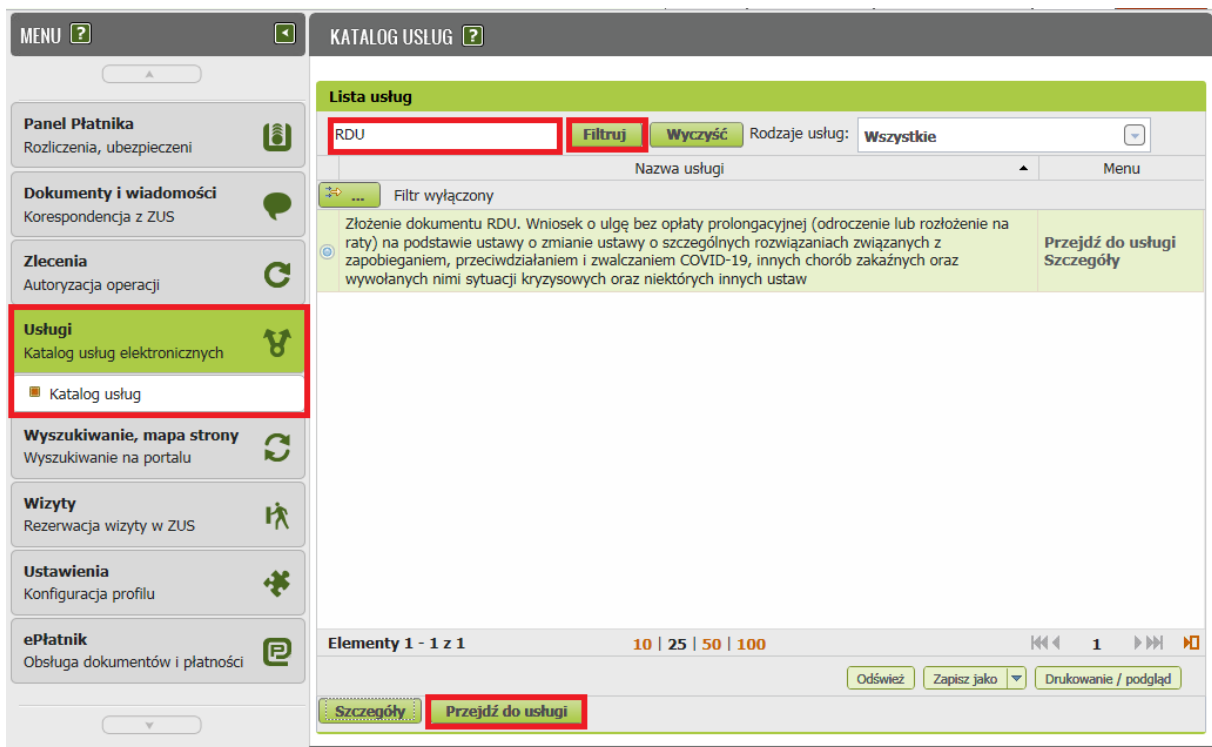 MENU ?
KATALOG USLUG ?
Panel Płatnika
Rozliczenia, ubezpieczeni
Dokumenty i wiadomości
Korespondencja z ZUS
Zlecenia
Autoryzacja operacji
Usługi
Katalog usług elektronicznych
Katalog usług
Wyszukiwanie, mapa strony
Wyszukiwanie na portalu
Wizyty
Rezerwacja wizyty w ZUS
Ustawienia
Konfiguracja profilu
ePłatnik
Obsługa dokumentów i płatności
Lista usług
RDU Filtruj Wyczyść Rodzaje usług: Wszystkie
Nazwa usługi Menu
... Filtr wyłączony
Złożenie dokumentu RDU. Wniosek o ulgę bez opłaty prolongacyjnej (odroczenie lub rozłożenie na
raty) na podstawie ustawy o zmianie ustawy o szczególnych rozwiązaniach związanych z
zapobieganiem, przeciwdziałaniem i zwalczaniem COVID-19, innych chorób zakaźnych oraz
wywołanych nimi sytuacji kryzysowych oraz niektórych innych ustaw
Przejdź do usługi
Szczegóły
Elementy 1 - 1 z 1 10 | 25 | 50 | 100 1
Odśwież Zapisz jako Drukowanie / podgląd
Szczegóły Przejdź do usługi